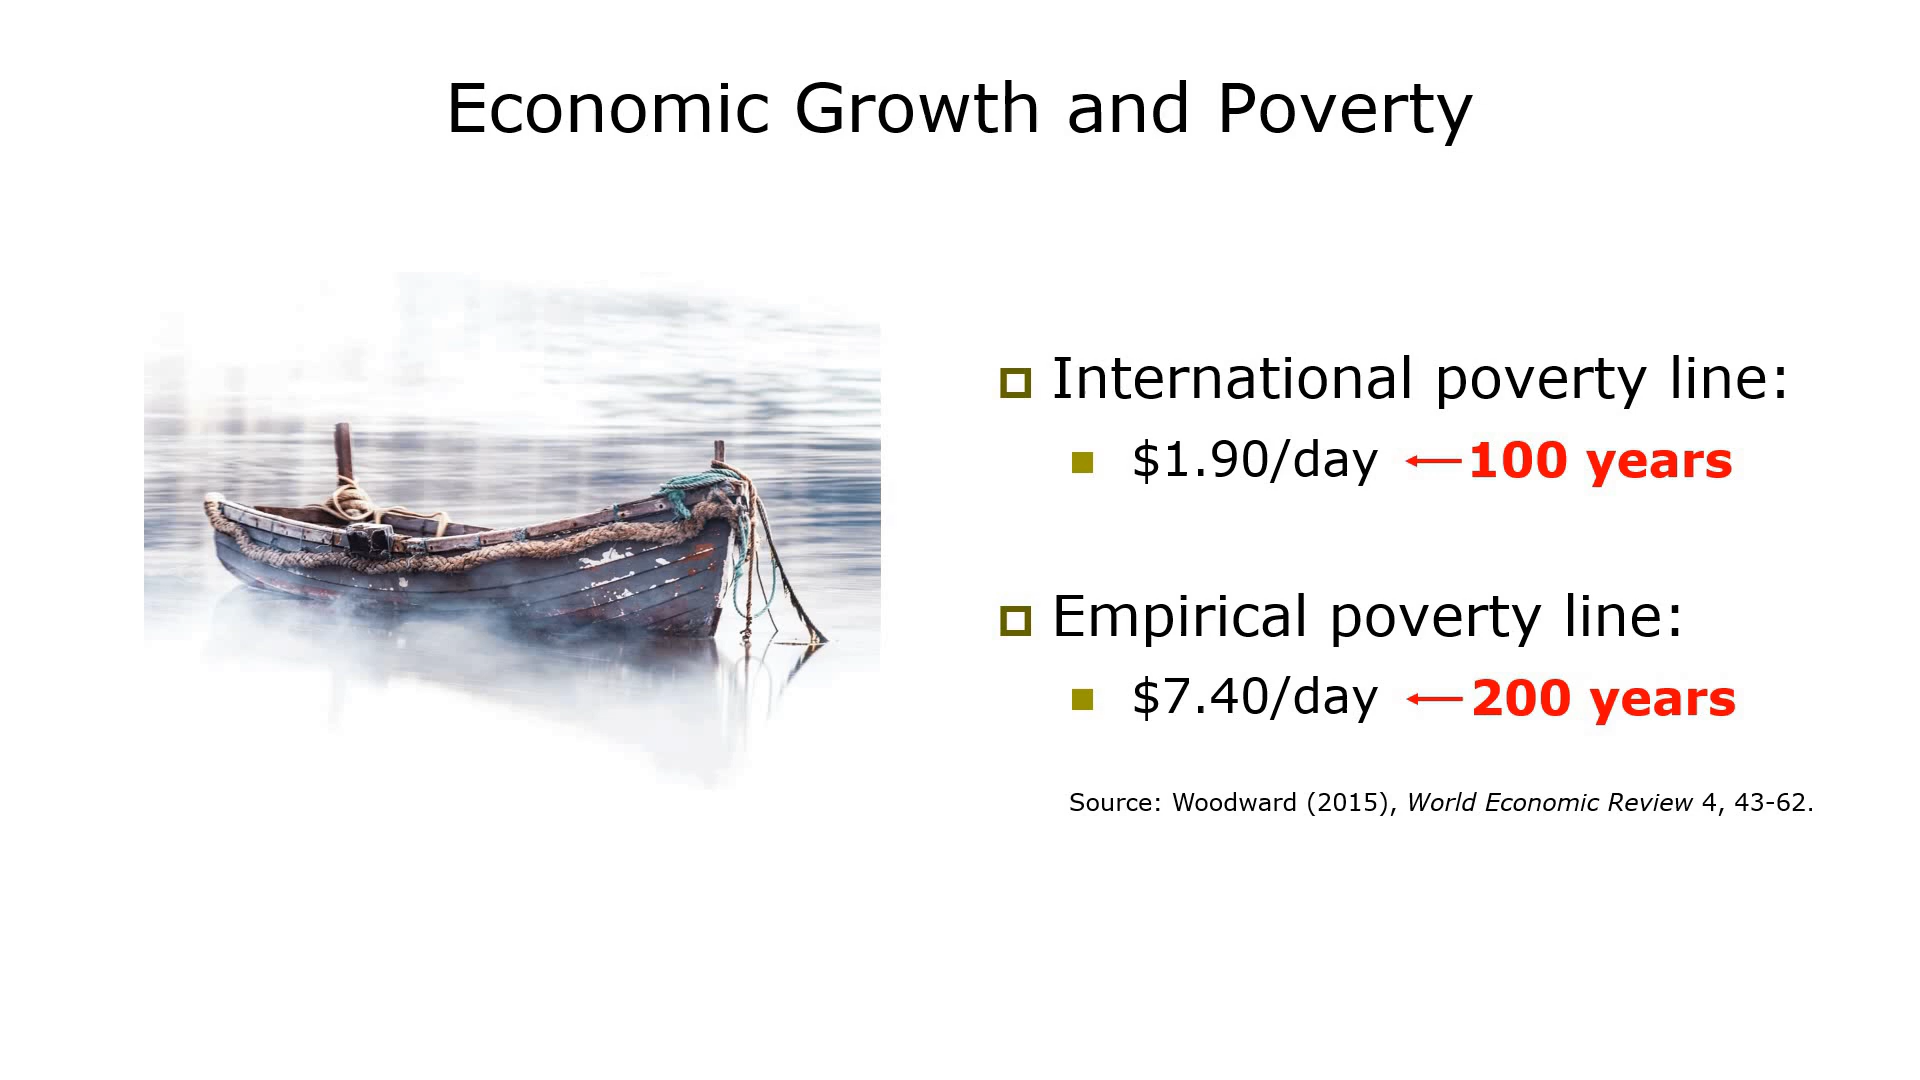 Economic Growth and Poverty
International poverty line:
$1.90/day 100 years
Empirical poverty line:
$7.40/day 200 years
Source: Woodward (2015), World Economic Review 4, 43-62.